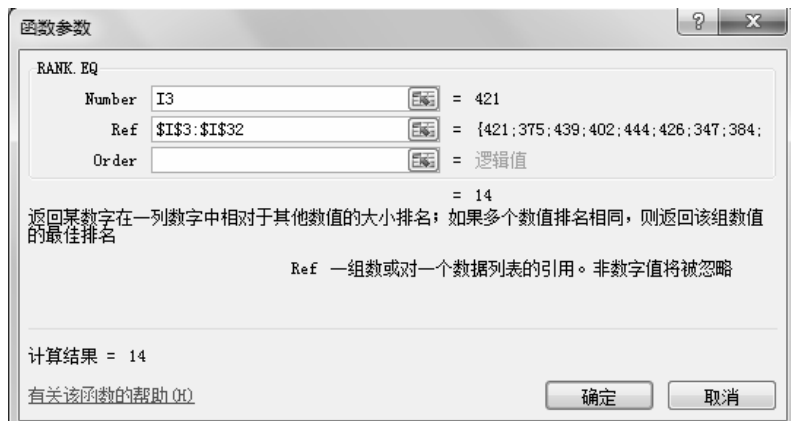 函数参数
RANK.EQ
Number I3 = 421
Ref $I$3:$I$32 = {421;375;439;402;444;426;347;384;
Order = 逻辑值
= 14
返回某数字在一列数字中相对于其他数值的大小排名；如果多个数值排名相同，则返回该组数值
的最佳排名
Ref 一组数或对一个数据列表的引用。非数字值将被忽略
计算结果 = 14
有关该函数的帮助(H)
确定
取消